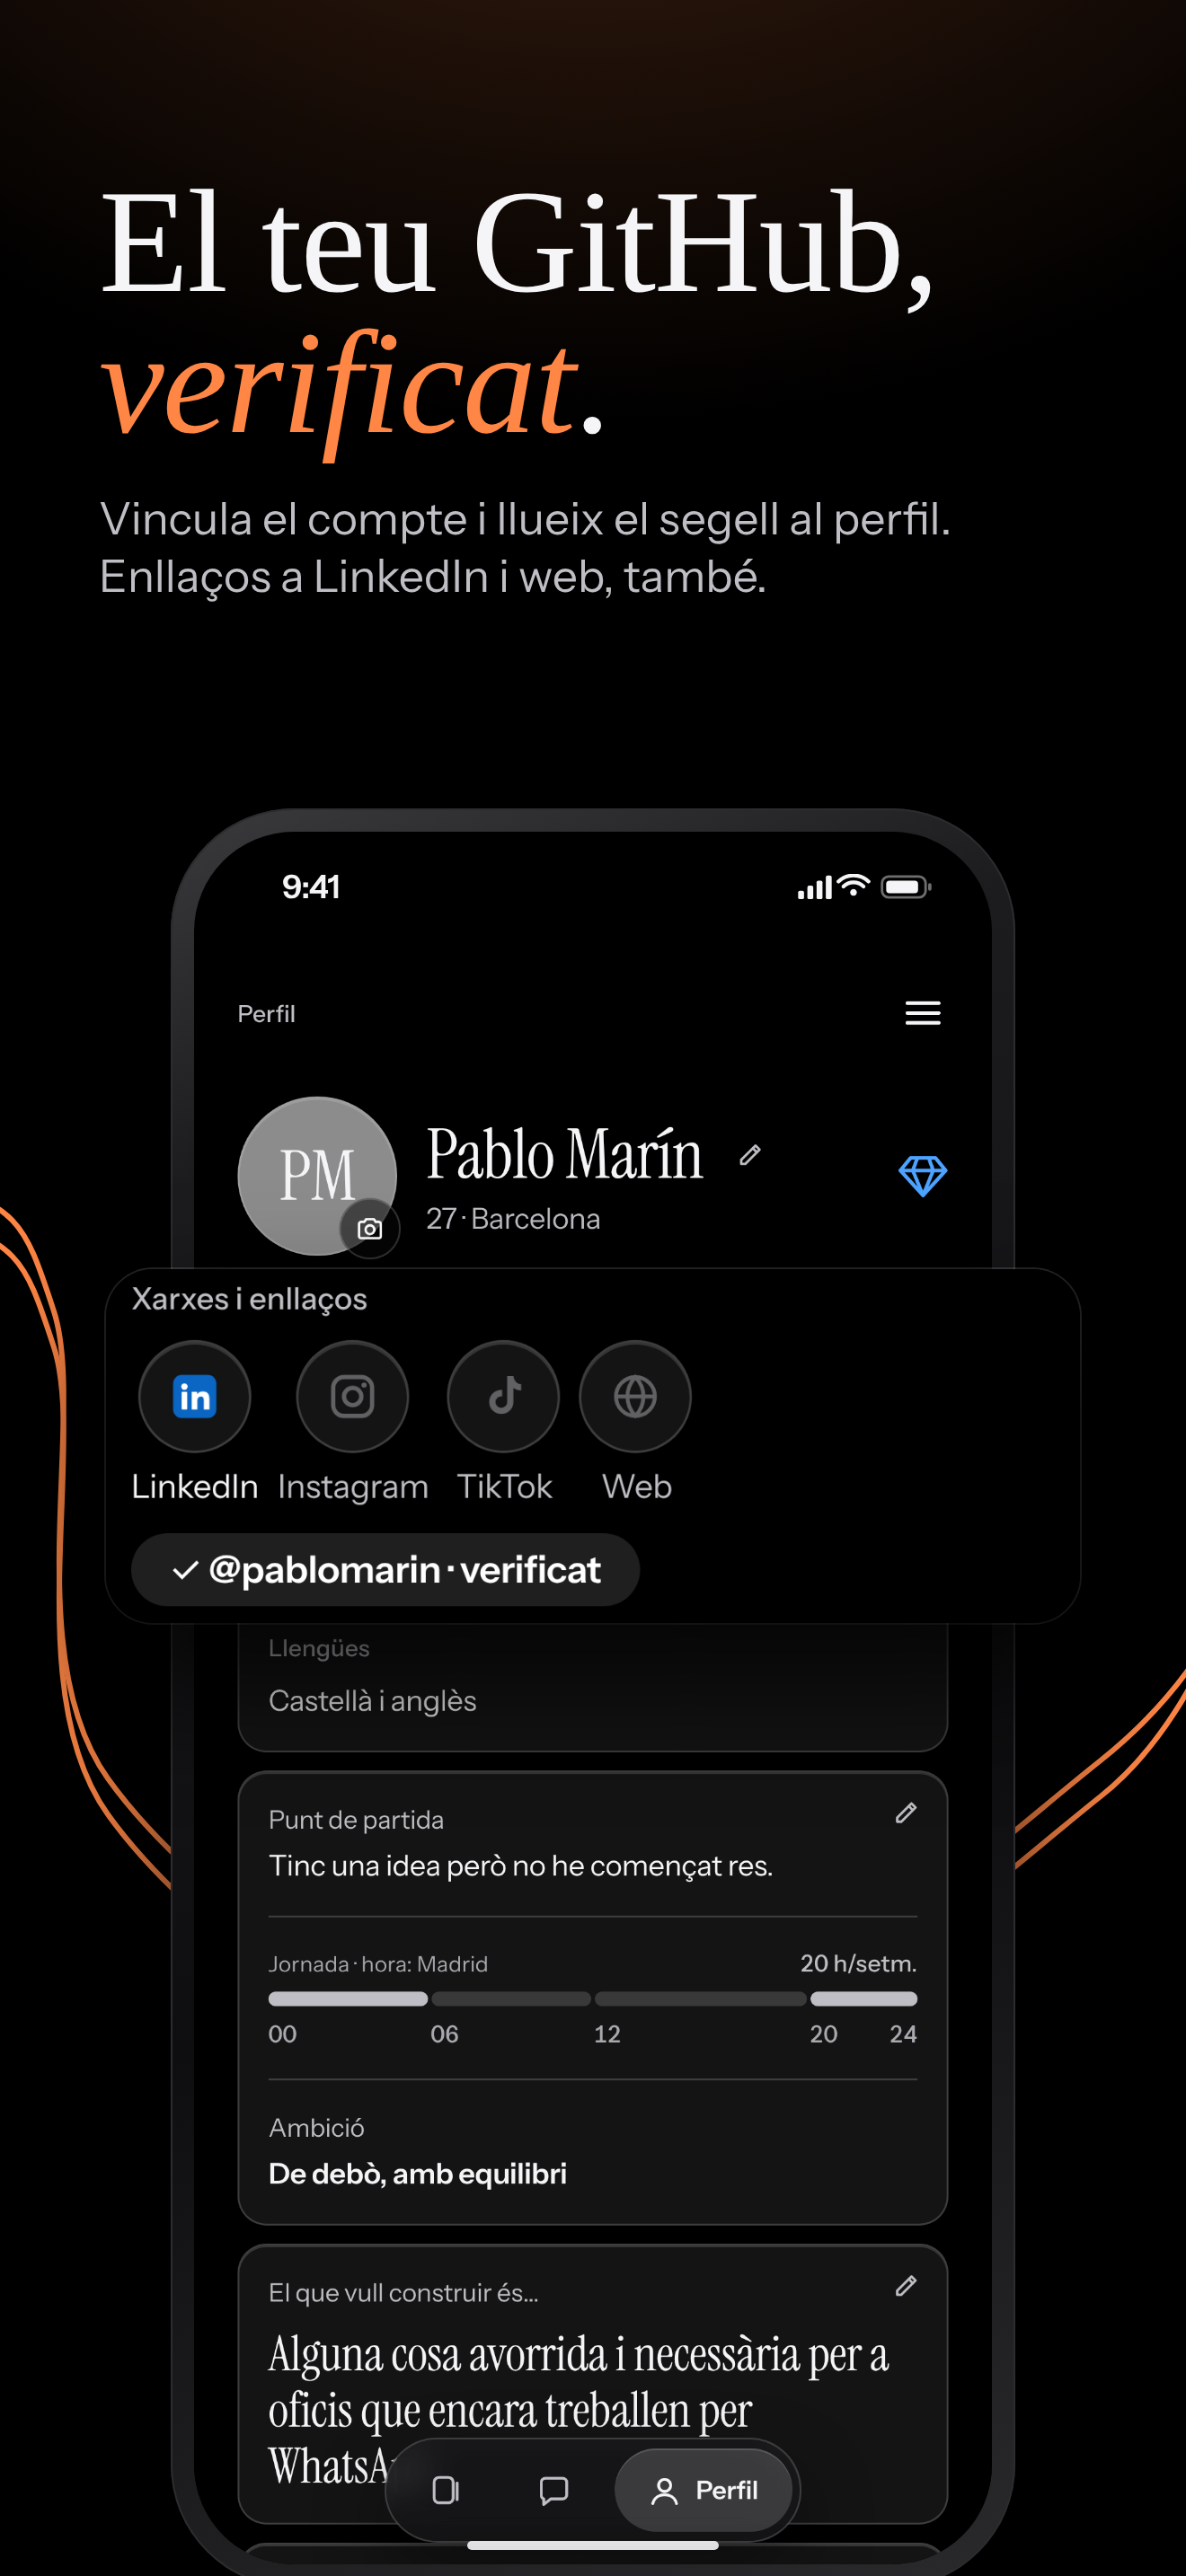 El teu GitHub,
verificat.
Vincula el compte i llueix el segell al perfil.
Enllaços a LinkedIn i web, també.
9:41
Perfil
PM
Pablo Marín
27 · Barcelona
Xarxes i enllaços
in
LinkedIn Instagram TikTok Web
@pablomarin · verificat
Llengües
Castellà i anglès
Punt de partida
Tinc una idea però no he començat res.
Jornada · hora: Madrid 20 h/setm.
00 06 12 20 24
Ambició
De debò, amb equilibri
El que vull construir és...
Alguna cosa avorrida i necessària per a
oficis que encara treballen per
Perfil